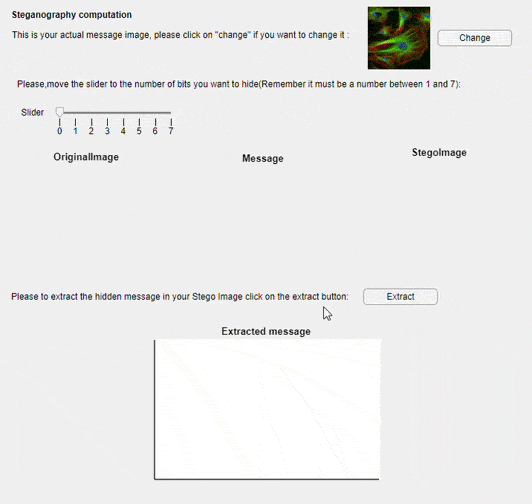 Steganography computation
This is your actual message image, please click on "change" if you want to change it :
Change
Please,move the slider to the number of bits you want to hide(Remember it must be a number between 1 and 7):
Slider
0 1 2 3 4 5 6 7
OriginalImage
Message
StegoImage
Please to extract the hidden message in your Stego Image click on the extract button:
Extract
Extracted message